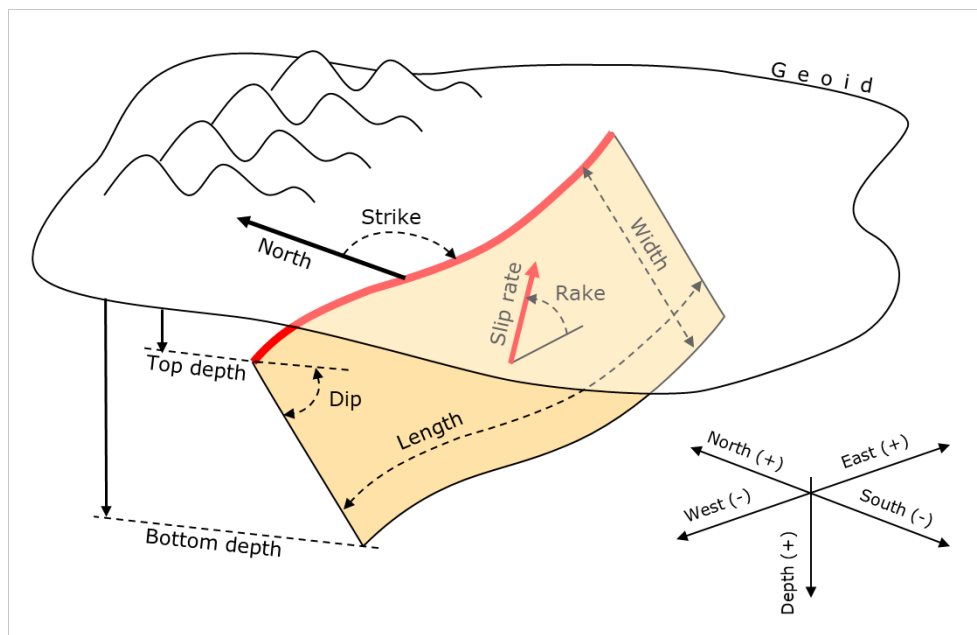 G e o i d
Strike
North
Width
Slip rate
Rake
Top depth
Dip
Length
Bottom depth
North (+)
East (+)
West (-)
South (-)
Depth (+)